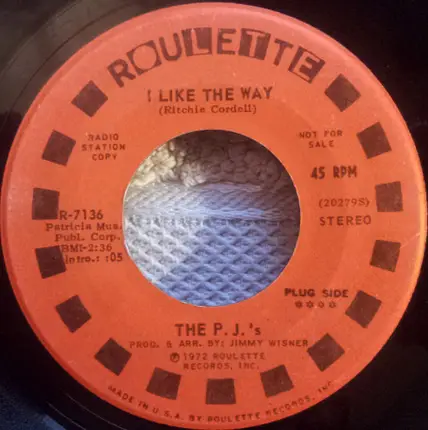 ROULETTE
I LIKE THE WAY
(Ritchie Cordell)
RADIO
STATION
COPY
NOT FOR
SALE
45 RPM
R-7136
Patricia Mus.
Publ. Corp.
BMI-2:36
Intro.: :05
(20279S)
STEREO
PLUG SIDE
THE P. J.'s
PROD. & ARR. BY: JIMMY WISNER
℗ 1972 ROULETTE
RECORDS, INC.
MADE IN U.S.A. BY ROULETTE RECORDS, INC.